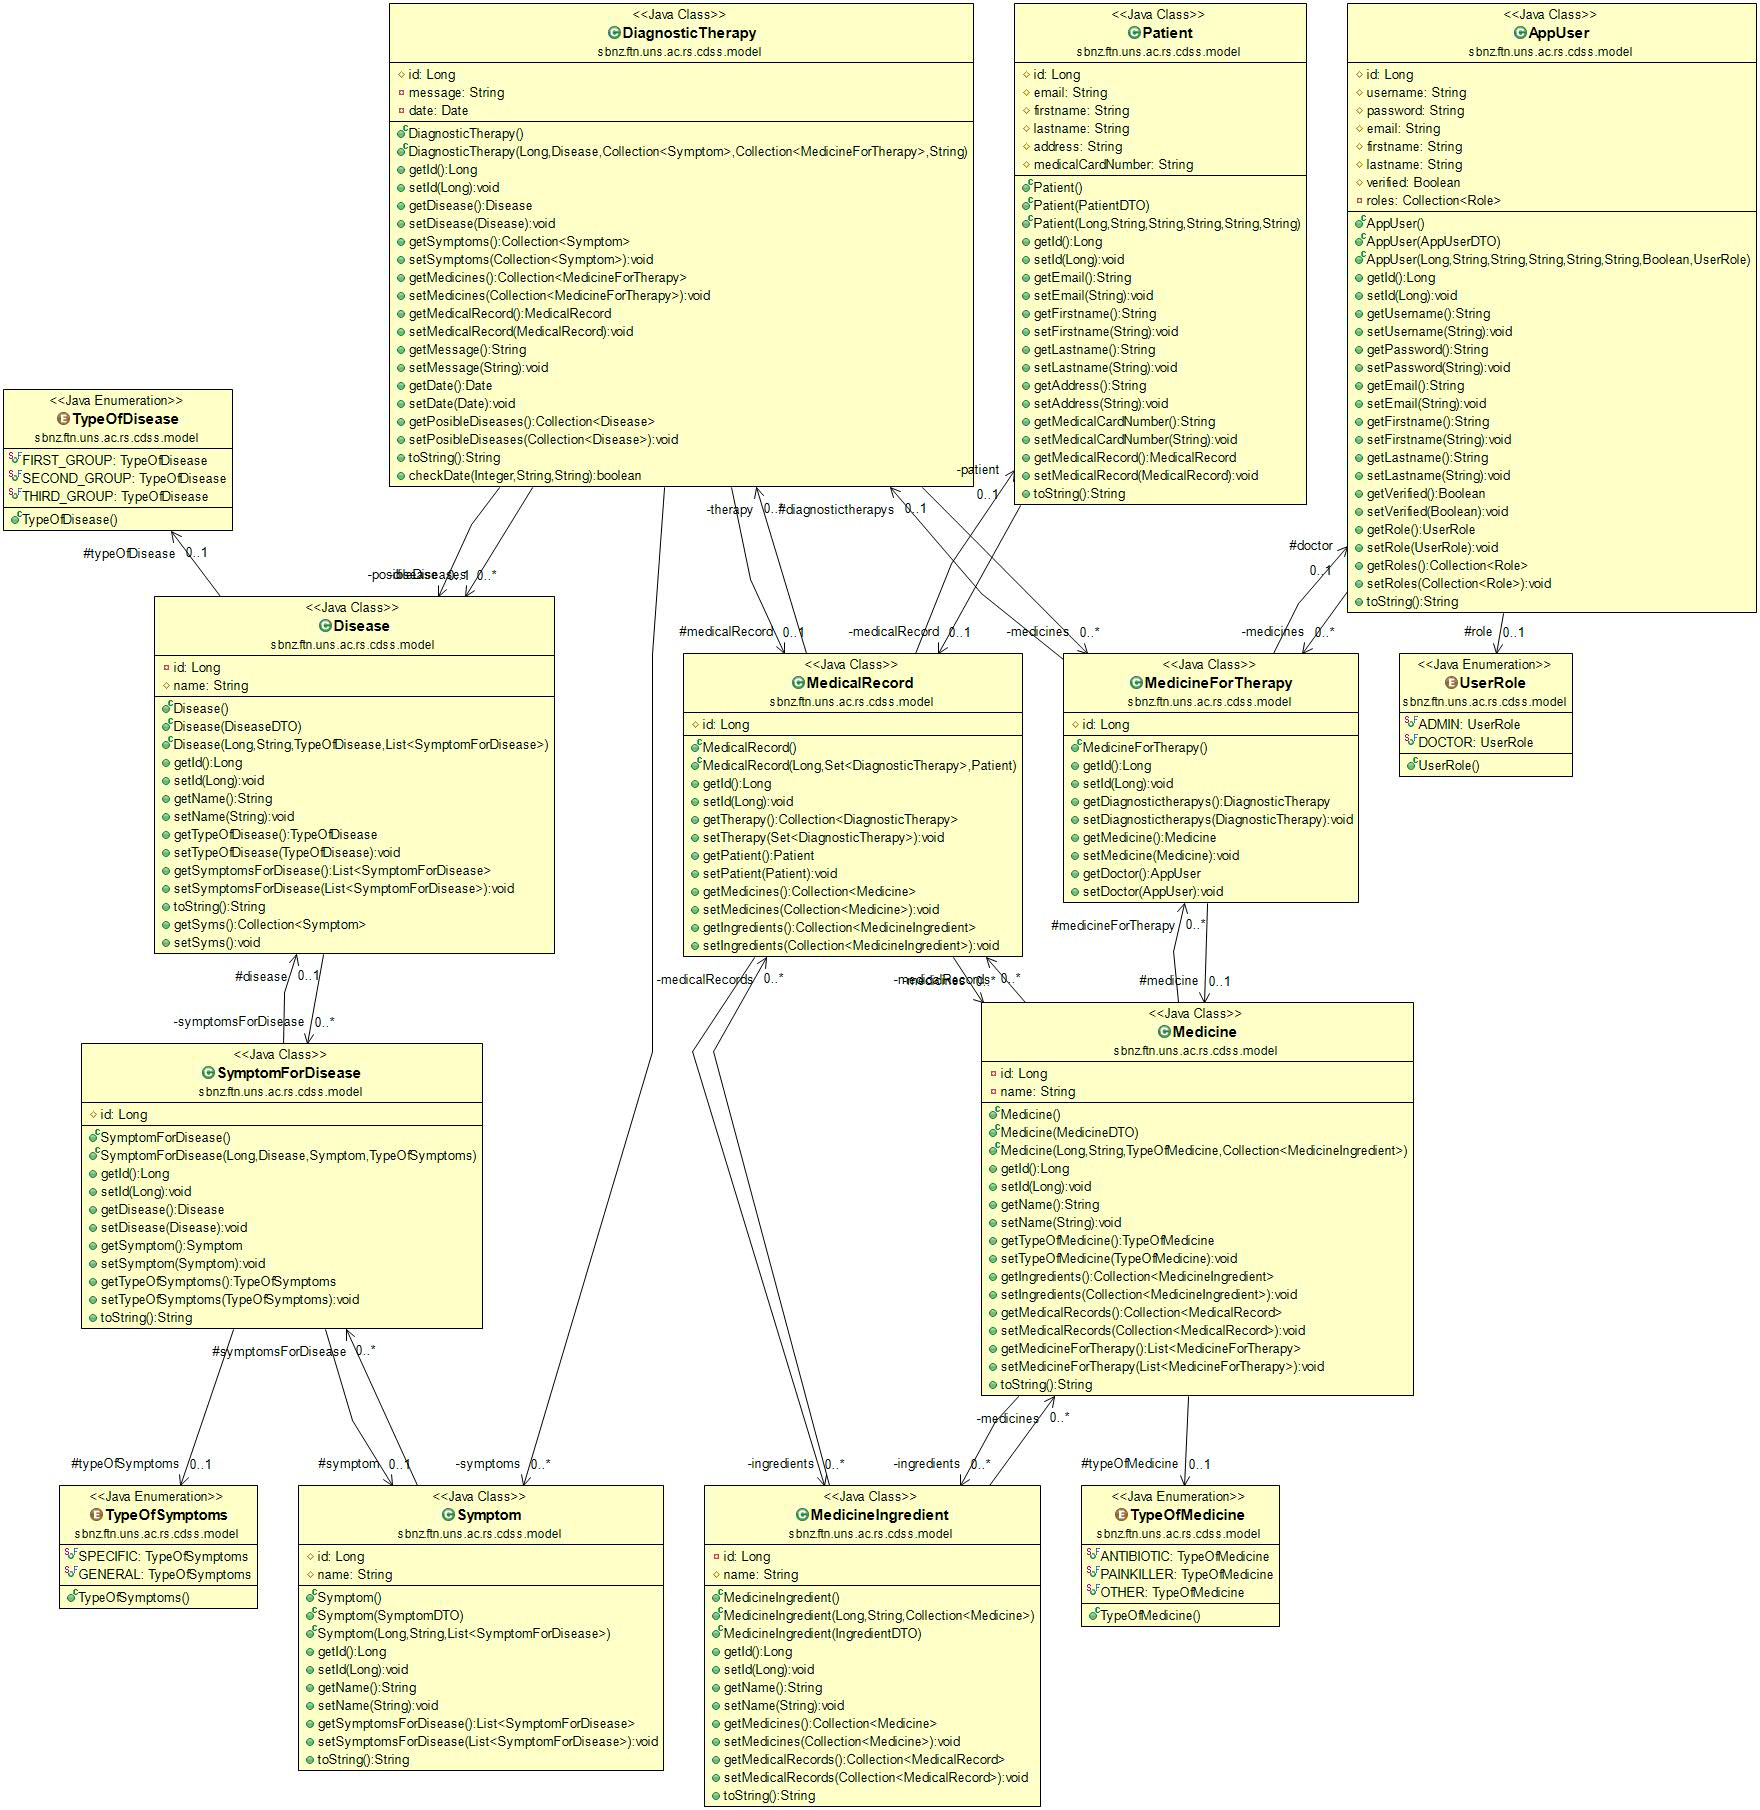 <<Java Class>>
DiagnosticTherapy
sbnz.ftn.uns.ac.rs.cdss.model
id: Long
message: String
date: Date
DiagnosticTherapy()
DiagnosticTherapy(Long,Disease,Collection<Symptom>,Collection<MedicineForTherapy>,String)
getId():Long
setId(Long):void
getDisease():Disease
setDisease(Disease):void
getSymptoms():Collection<Symptom>
setSymptoms(Collection<Symptom>):void
getMedicines():Collection<MedicineForTherapy>
setMedicines(Collection<MedicineForTherapy>):void
getMedicalRecord():MedicalRecord
setMedicalRecord(MedicalRecord):void
getMessage():String
setMessage(String):void
getDate():Date
setDate(Date):void
getPosibleDiseases():Collection<Disease>
setPosibleDiseases(Collection<Disease>):void
toString():String
checkDate(Integer,String,String):boolean
<<Java Class>>
Patient
sbnz.ftn.uns.ac.rs.cdss.model
id: Long
email: String
firstname: String
lastname: String
address: String
medicalCardNumber: String
Patient()
Patient(PatientDTO)
Patient(Long,String,String,String,String,String)
getId():Long
setId(Long):void
getEmail():String
setEmail(String):void
getFirstname():String
setFirstname(String):void
getLastname():String
setLastname(String):void
getAddress():String
setAddress(String):void
getMedicalCardNumber():String
setMedicalCardNumber(String):void
getMedicalRecord():MedicalRecord
setMedicalRecord(MedicalRecord):void
toString():String
<<Java Class>>
AppUser
sbnz.ftn.uns.ac.rs.cdss.model
id: Long
username: String
password: String
email: String
firstname: String
lastname: String
verified: Boolean
roles: Collection<Role>
AppUser()
AppUser(AppUserDTO)
AppUser(Long,String,String,String,String,String,Boolean,UserRole)
getId():Long
setId(Long):void
getUsername():String
setUsername(String):void
getPassword():String
setPassword(String):void
getEmail():String
setEmail(String):void
getFirstname():String
setFirstname(String):void
getLastname():String
setLastname(String):void
getVerified():Boolean
setVerified(Boolean):void
getRole():UserRole
setRole(UserRole):void
getRoles():Collection<Role>
setRoles(Collection<Role>):void
toString():String
<<Java Enumeration>>
TypeOfDisease
sbnz.ftn.uns.ac.rs.cdss.model
FIRST_GROUP: TypeOfDisease
SECOND_GROUP: TypeOfDisease
THIRD_GROUP: TypeOfDisease
TypeOfDisease()
-patient
0..1
-therapy
#diagnostictherapys 0..1
#typeOfDisease 0..1
#doctor
0..1
0..*
#medicalRecord 0..1
-medicalRecord 0..1
-medicines 0..*
-medicines 0..*
#role 0..1
<<Java Class>>
Disease
sbnz.ftn.uns.ac.rs.cdss.model
id: Long
name: String
Disease()
Disease(DiseaseDTO)
Disease(Long,String,TypeOfDisease,List<SymptomForDisease>)
getId():Long
setId(Long):void
getName():String
setName(String):void
getTypeOfDisease():TypeOfDisease
setTypeOfDisease(TypeOfDisease):void
getSymptomsForDisease():List<SymptomForDisease>
setSymptomsForDisease(List<SymptomForDisease>):void
toString():String
getSyms():Collection<Symptom>
setSyms():void
<<Java Class>>
MedicalRecord
sbnz.ftn.uns.ac.rs.cdss.model
id: Long
MedicalRecord()
MedicalRecord(Long,Set<DiagnosticTherapy>,Patient)
getId():Long
setId(Long):void
getTherapy():Collection<DiagnosticTherapy>
setTherapy(Set<DiagnosticTherapy>):void
getPatient():Patient
setPatient(Patient):void
getMedicines():Collection<Medicine>
setMedicines(Collection<Medicine>):void
getIngredients():Collection<MedicineIngredient>
setIngredients(Collection<MedicineIngredient>):void
<<Java Class>>
MedicineForTherapy
sbnz.ftn.uns.ac.rs.cdss.model
id: Long
MedicineForTherapy()
getId():Long
setId(Long):void
getDiagnostictherapys():DiagnosticTherapy
setDiagnostictherapys(DiagnosticTherapy):void
getMedicine():Medicine
setMedicine(Medicine):void
getDoctor():AppUser
setDoctor(AppUser):void
<<Java Enumeration>>
UserRole
sbnz.ftn.uns.ac.rs.cdss.model
ADMIN: UserRole
DOCTOR: UserRole
UserRole()
#medicineForTherapy 0..*
#disease 0..1
-medicalRecords 0..*
-medicalRecords 0..*
#medicine 0..1
-symptomsForDisease 0..*
<<Java Class>>
SymptomForDisease
sbnz.ftn.uns.ac.rs.cdss.model
id: Long
SymptomForDisease()
SymptomForDisease(Long,Disease,Symptom,TypeOfSymptoms)
getId():Long
setId(Long):void
getDisease():Disease
setDisease(Disease):void
getSymptom():Symptom
setSymptom(Symptom):void
getTypeOfSymptoms():TypeOfSymptoms
setTypeOfSymptoms(TypeOfSymptoms):void
toString():String
<<Java Class>>
Medicine
sbnz.ftn.uns.ac.rs.cdss.model
id: Long
name: String
Medicine()
Medicine(MedicineDTO)
Medicine(Long,String,TypeOfMedicine,Collection<MedicineIngredient>)
getId():Long
setId(Long):void
getName():String
setName(String):void
getTypeOfMedicine():TypeOfMedicine
setTypeOfMedicine(TypeOfMedicine):void
getIngredients():Collection<MedicineIngredient>
setIngredients(Collection<MedicineIngredient>):void
getMedicalRecords():Collection<MedicalRecord>
setMedicalRecords(Collection<MedicalRecord>):void
getMedicineForTherapy():List<MedicineForTherapy>
setMedicineForTherapy(List<MedicineForTherapy>):void
toString():String
#symptomsForDisease 0..*
-medicines 0..*
#typeOfSymptoms 0..1
#symptom 0..1
-symptoms 0..*
-ingredients 0..*
-ingredients 0..*
#typeOfMedicine 0..1
<<Java Enumeration>>
TypeOfSymptoms
sbnz.ftn.uns.ac.rs.cdss.model
SPECIFIC: TypeOfSymptoms
GENERAL: TypeOfSymptoms
TypeOfSymptoms()
<<Java Class>>
Symptom
sbnz.ftn.uns.ac.rs.cdss.model
id: Long
name: String
Symptom()
Symptom(SymptomDTO)
Symptom(Long,String,List<SymptomForDisease>)
getId():Long
setId(Long):void
getName():String
setName(String):void
getSymptomsForDisease():List<SymptomForDisease>
setSymptomsForDisease(List<SymptomForDisease>):void
toString():String
<<Java Class>>
MedicineIngredient
sbnz.ftn.uns.ac.rs.cdss.model
id: Long
name: String
MedicineIngredient()
MedicineIngredient(Long,String,Collection<Medicine>)
MedicineIngredient(IngredientDTO)
getId():Long
setId(Long):void
getName():String
setName(String):void
getMedicines():Collection<Medicine>
setMedicines(Collection<Medicine>):void
getMedicalRecords():Collection<MedicalRecord>
setMedicalRecords(Collection<MedicalRecord>):void
toString():String
<<Java Enumeration>>
TypeOfMedicine
sbnz.ftn.uns.ac.rs.cdss.model
ANTIBIOTIC: TypeOfMedicine
PAINKILLER: TypeOfMedicine
OTHER: TypeOfMedicine
TypeOfMedicine()